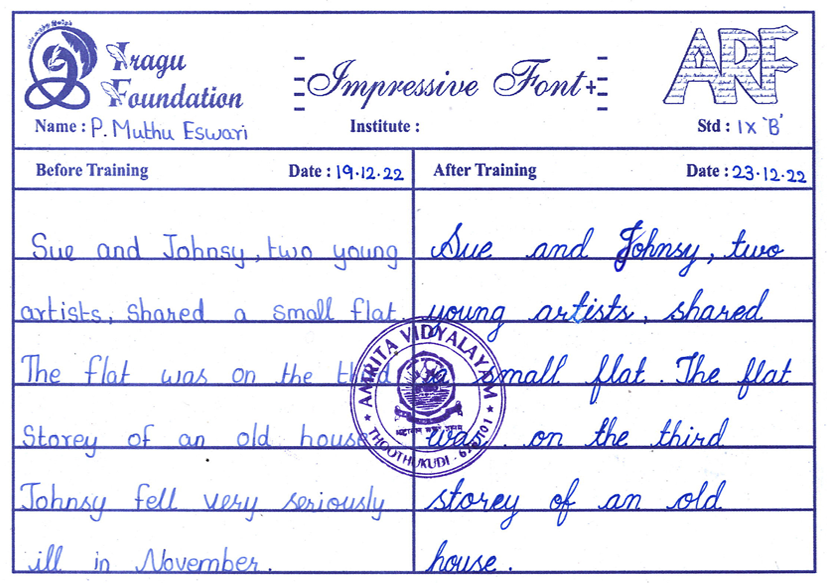 Iragu
Foundation
Impressive Font+
ARF
Name : P. Muthu Eswari
Institute :
Std : IX 'B'
Before Training
Date : 19.12.22
After Training
Date : 23.12.22
Sue and Johnsy, two young
artists, shared a small flat.
The flat was on the third
Storey of an old house
Johnsy fell very seriously
ill in November.
Sue and Johnsy, two
young artists, shared
a small flat. The flat
was on the third
storey of an old
house.
AMRITA VIDYALAYAM
THOOTHUKUDI